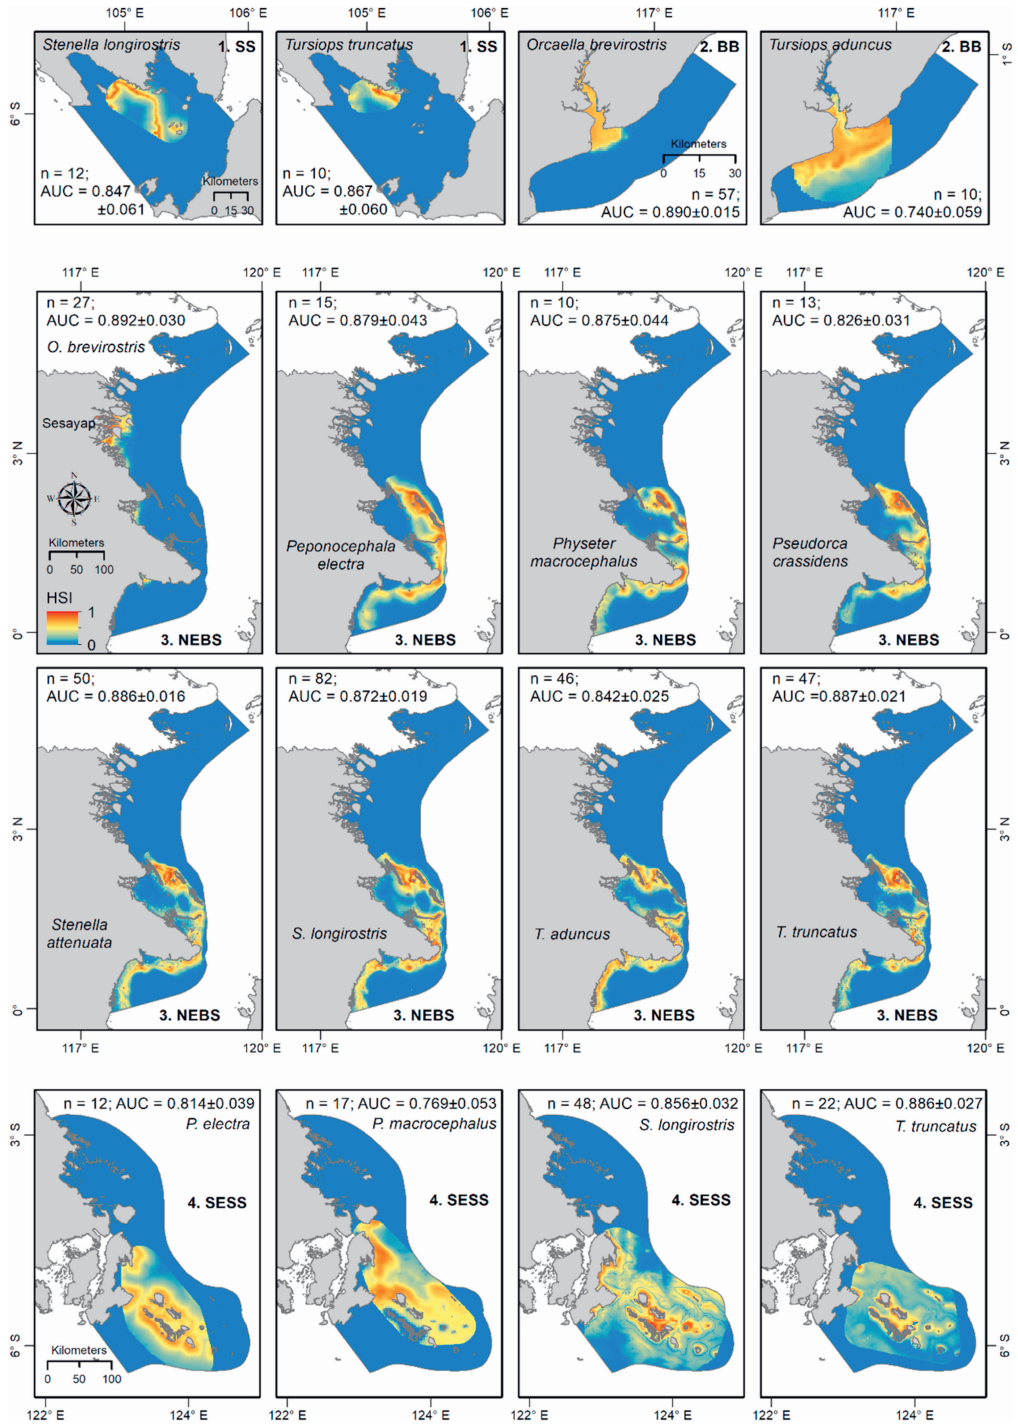 105° E 106° E 117° E 117° E
Stenella longirostris 1. SS
Tursiops truncatus 1. SS
Orcaella brevirostris 2. BB
Tursiops aduncus 2. BB
1° S
6° S
n = 12;
AUC = 0.847
±0.061
Kilometers
0 15 30
n = 10;
AUC = 0.867
±0.060
Kilometers
0 15 30
n = 57;
AUC = 0.890±0.015
n = 10;
AUC = 0.740±0.059
105° E 106° E 117° E 117° E
117° E 120° E 117° E 120° E 117° E 120° E 117° E 120° E
n = 27;
AUC = 0.892±0.030
O. brevirostris
Sesayap
N
W E
S
Kilometers
0 50 100
HSI
1
0
3. NEBS
n = 15;
AUC = 0.879±0.043
Peponocephala
electra
3. NEBS
n = 10;
AUC = 0.875±0.044
Physeter
macrocephalus
3. NEBS
n = 13;
AUC = 0.826±0.031
Pseudorca
crassidens
3. NEBS
3° N 3° N
0° 0°
n = 50;
AUC = 0.886±0.016
Stenella
attenuata
3. NEBS
n = 82;
AUC = 0.872±0.019
S. longirostris
3. NEBS
n = 46;
AUC = 0.842±0.025
T. aduncus
3. NEBS
n = 47;
AUC =0.887±0.021
T. truncatus
3. NEBS
3° N 3° N
0° 0°
117° E 120° E 117° E 120° E 117° E 120° E 117° E 120° E
n = 12; AUC = 0.814±0.039
P. electra
4. SESS
Kilometers
0 50 100
n = 17; AUC = 0.769±0.053
P. macrocephalus
4. SESS
n = 48; AUC = 0.856±0.032
S. longirostris
4. SESS
n = 22; AUC = 0.886±0.027
T. truncatus
4. SESS
3° S 3° S
6° S 6° S
122° E 124° E 122° E 124° E 122° E 124° E 122° E 124° E